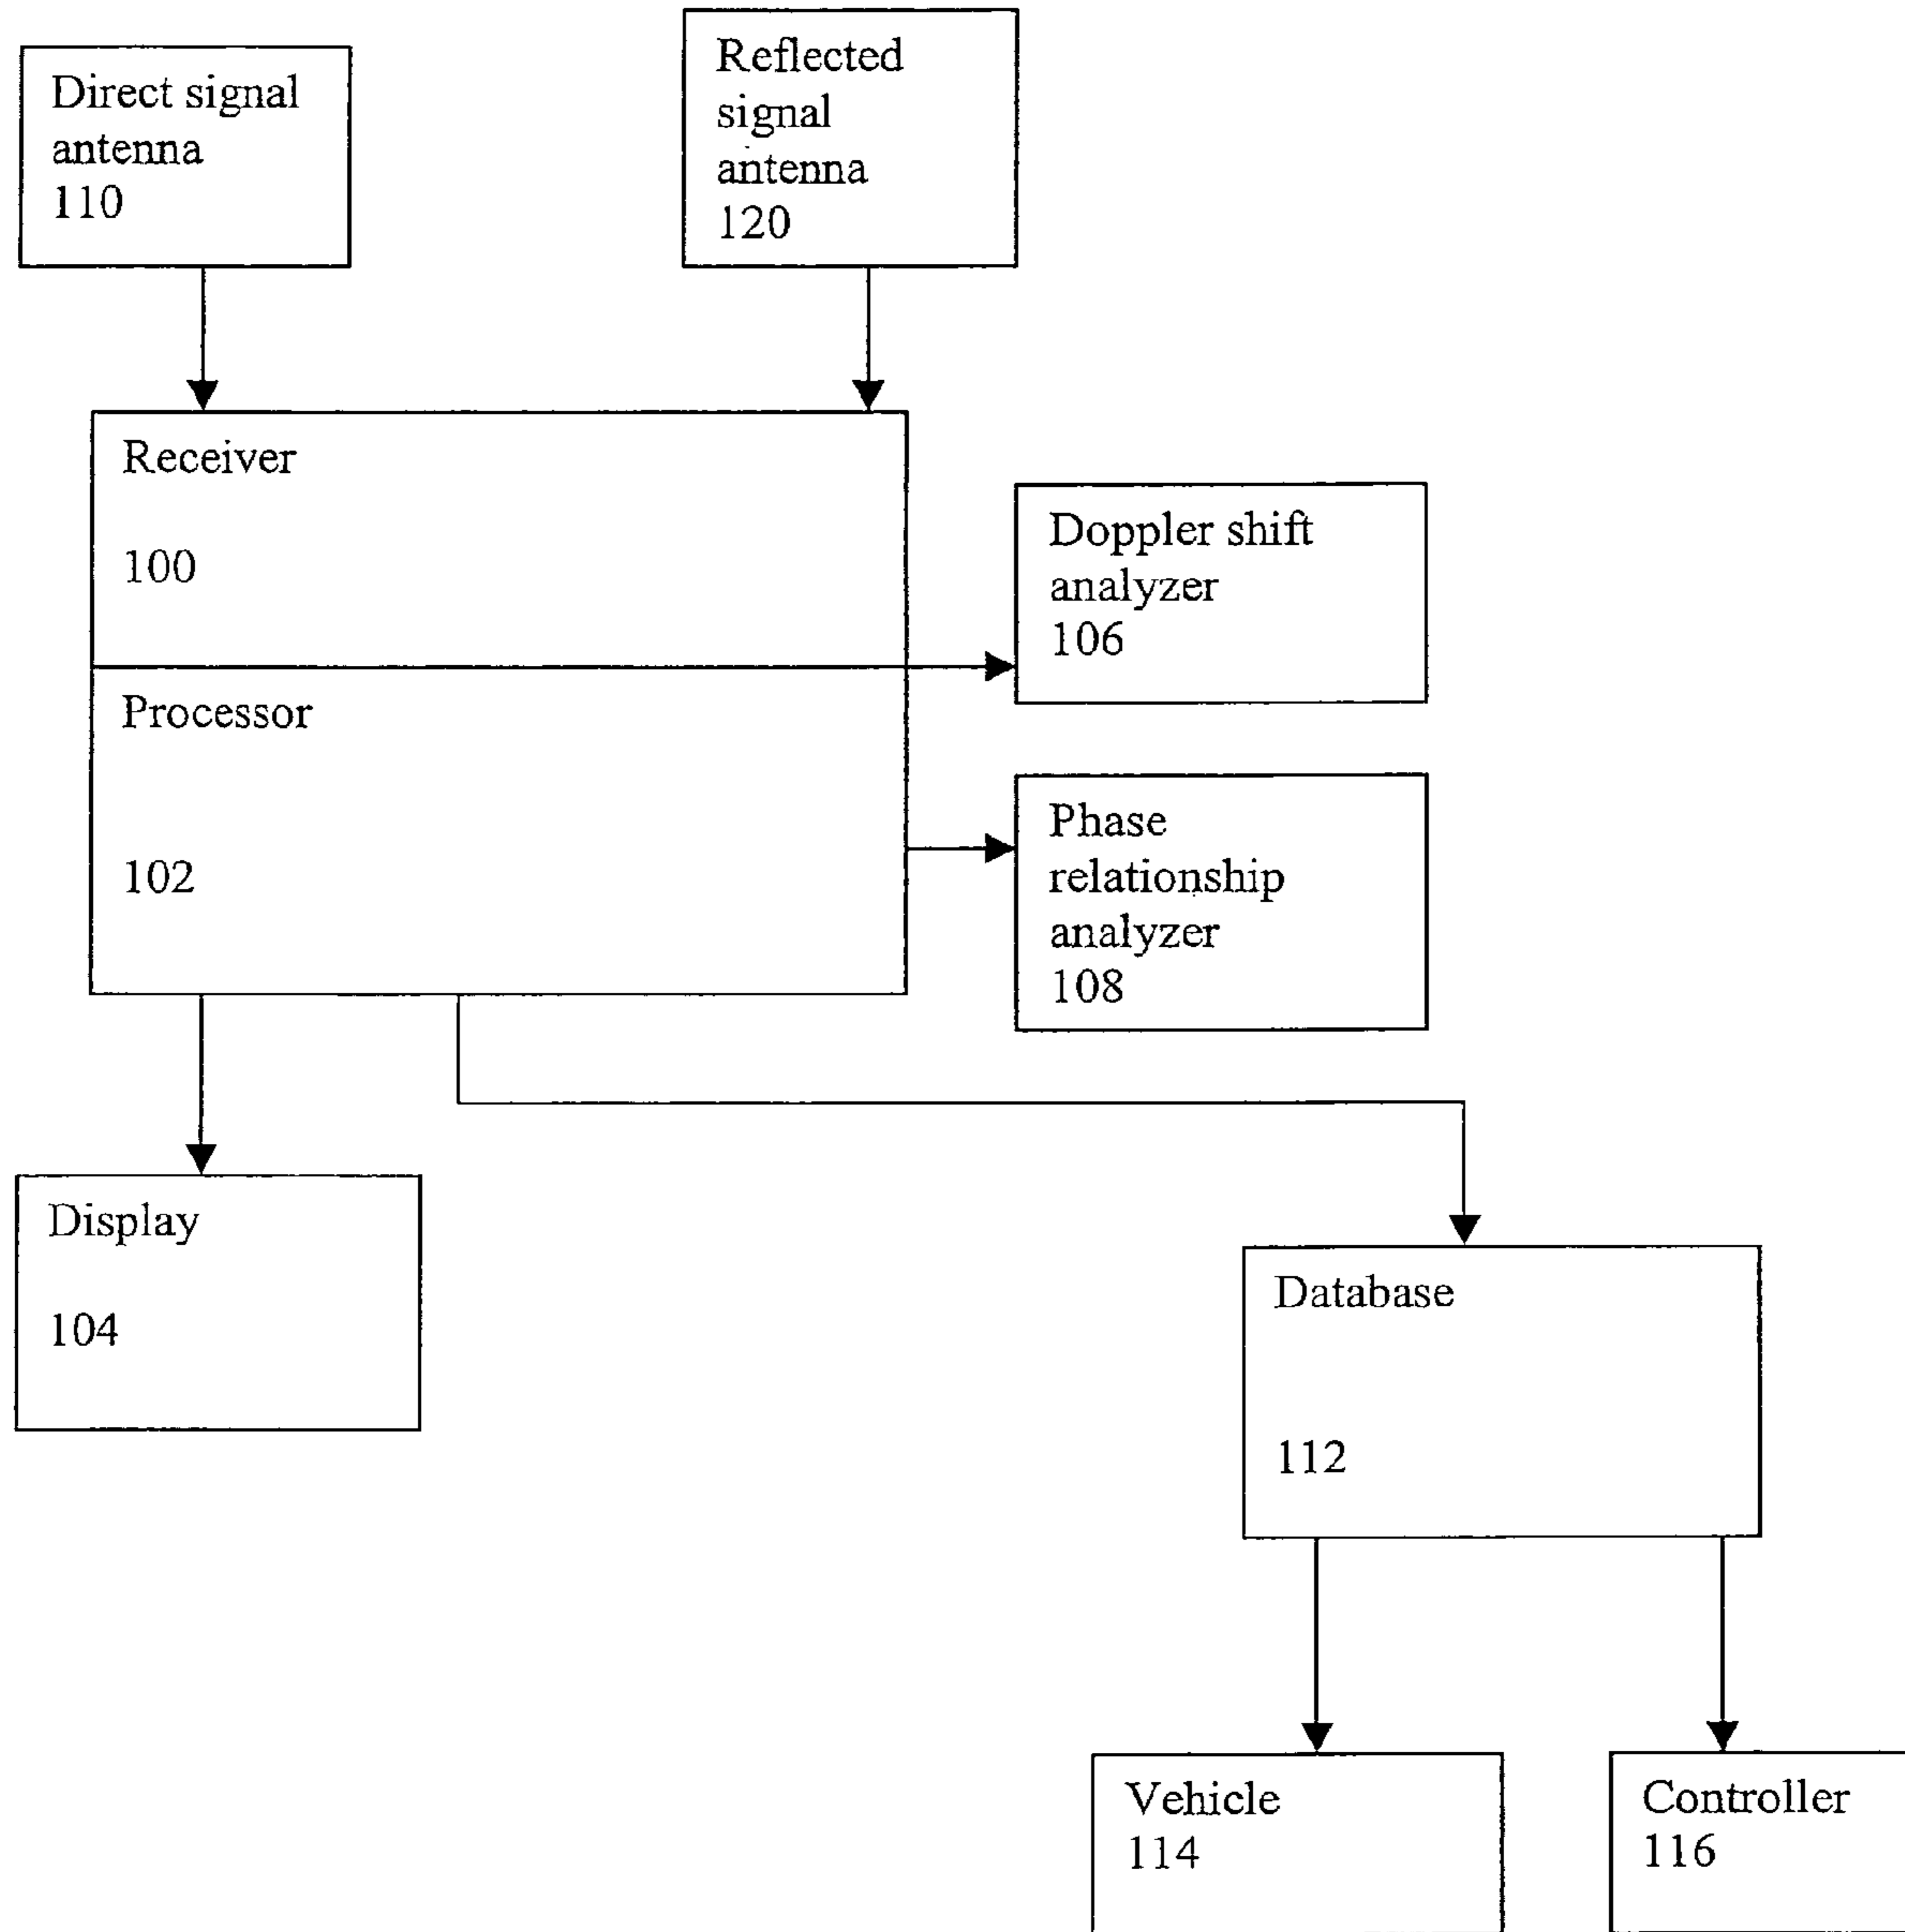 Direct signal
antenna
110
Reflected
signal
antenna
120
Receiver
100
Doppler shift
analyzer
106
Processor
102
Phase
relationship
analyzer
108
Display
104
Database
112
Vehicle
114
Controller
116